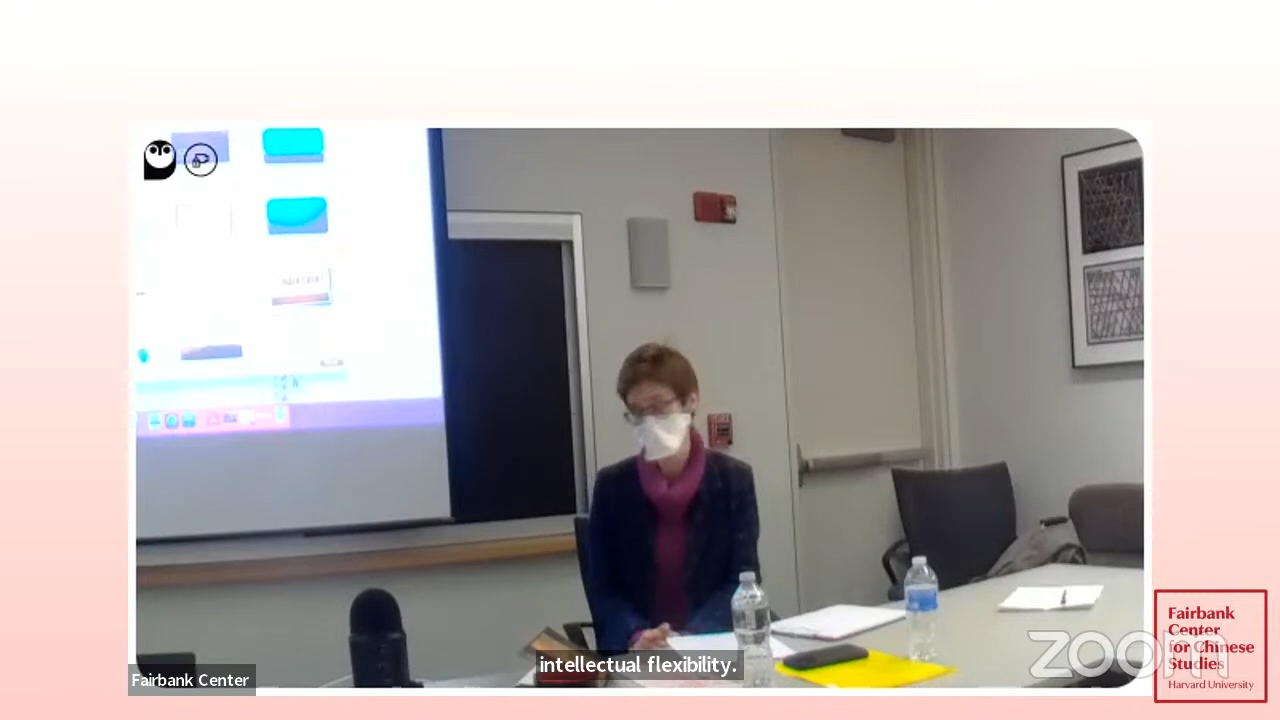 intellectual flexibility.
Fairbank Center
zoom
Fairbank
Center
for Chinese
Studies
Harvard University